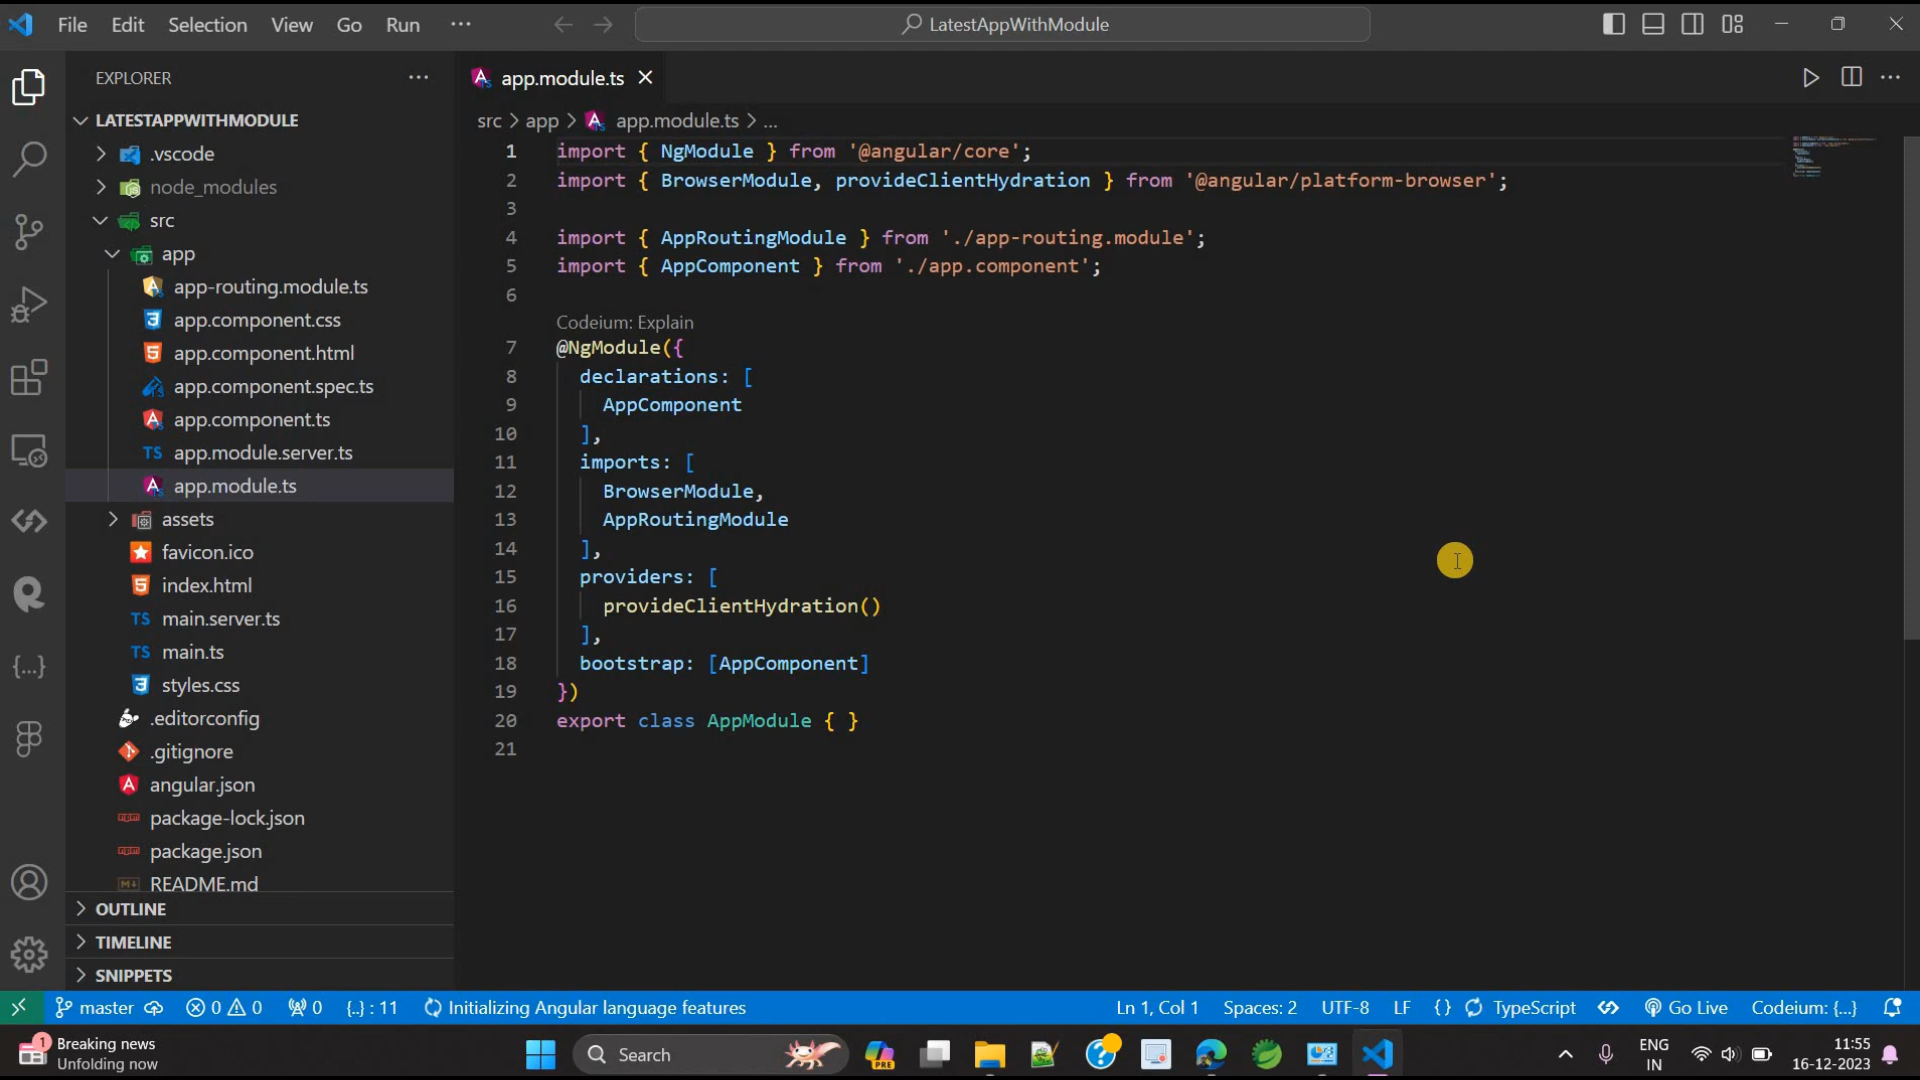 File Edit Selection View Go Run ...
LatestAppWithModule
EXPLORER
LATESTAPPWITHMODULE
.vscode
node_modules
src
app
app-routing.module.ts
app.component.css
app.component.html
app.component.spec.ts
app.component.ts
TS app.module.server.ts
app.module.ts
assets
favicon.ico
index.html
TS main.server.ts
TS main.ts
styles.css
.editorconfig
.gitignore
angular.json
package-lock.json
package.json
README.md
OUTLINE
TIMELINE
SNIPPETS
app.module.ts
src > app > app.module.ts > ...
1 import { NgModule } from '@angular/core';
2 import { BrowserModule, provideClientHydration } from '@angular/platform-browser';
3
4 import { AppRoutingModule } from './app-routing.module';
5 import { AppComponent } from './app.component';
6
Codeium: Explain
7 @NgModule({
8 declarations: [
9 AppComponent
10 ],
11 imports: [
12 BrowserModule,
13 AppRoutingModule
14 ],
15 providers: [
16 provideClientHydration()
17 ],
18 bootstrap: [AppComponent]
19 })
20 export class AppModule { }
21
master 0 0 0 {..} : 11 Initializing Angular language features Ln 1, Col 1 Spaces: 2 UTF-8 LF {} TypeScript Go Live Codeium: {...}
1 Breaking news
Unfolding now
Search
PRE
ENG
IN
11:55
16-12-2023